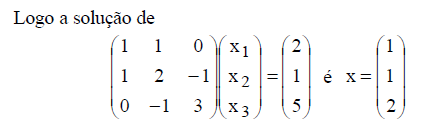 Logo a solução de
⎛1 1 0⎞⎛x₁⎞ ⎛2⎞ ⎛1⎞
⎜1 2 −1⎟⎜x₂⎟ = ⎜1⎟ é x = ⎜1⎟
⎝0 −1 3⎠⎝x₃⎠ ⎝5⎠ ⎝2⎠